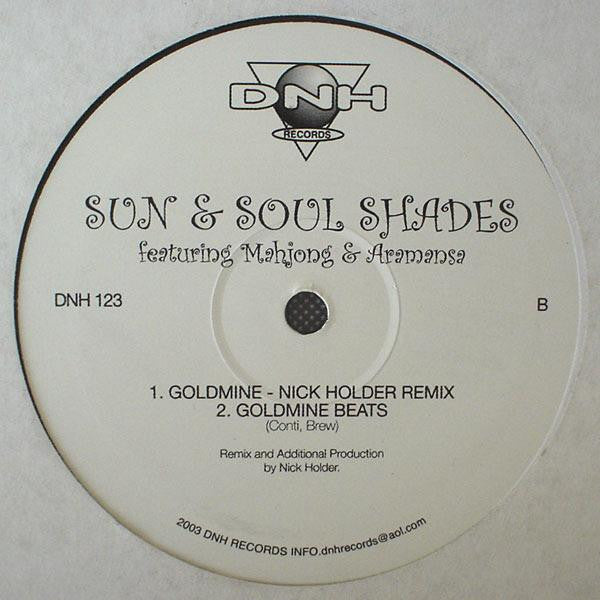 DNH
RECORDS
SUN & SOUL SHADES
featuring Mahjong & Aramansa
DNH 123
B
1. GOLDMINE - NICK HOLDER REMIX
2. GOLDMINE BEATS
(Conti, Brew)
Remix and Additional Production
by Nick Holder.
2003 DNH RECORDS INFO.dnhrecords@aol.com